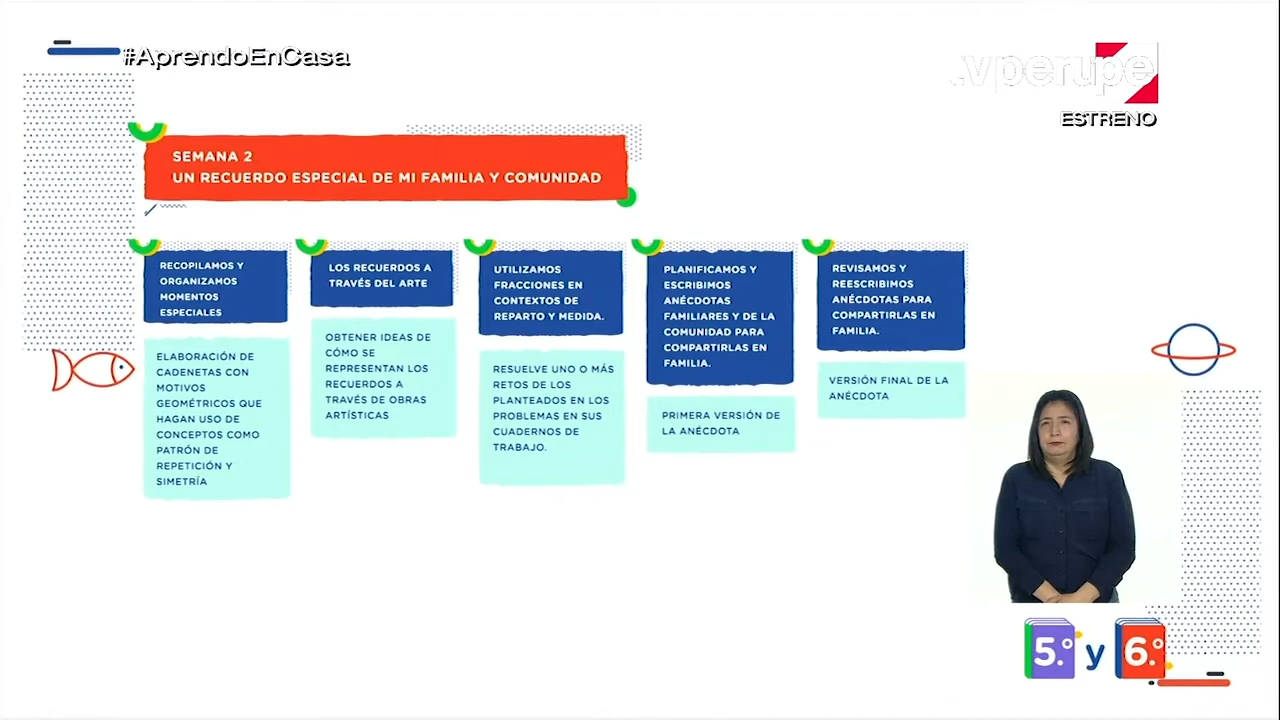 #AprendoEnCasa
tvperupe
ESTRENO
SEMANA 2
UN RECUERDO ESPECIAL DE MI FAMILIA Y COMUNIDAD
RECOPILAMOS Y
ORGANIZAMOS
MOMENTOS
ESPECIALES
ELABORACIÓN DE
CADENETAS CON
MOTIVOS
GEOMÉTRICOS QUE
HAGAN USO DE
CONCEPTOS COMO
PATRÓN DE
REPETICIÓN Y
SIMETRÍA
LOS RECUERDOS A
TRAVÉS DEL ARTE
OBTENER IDEAS DE
CÓMO SE
REPRESENTAN LOS
RECUERDOS A
TRAVÉS DE OBRAS
ARTÍSTICAS
UTILIZAMOS
FRACCIONES EN
CONTEXTOS DE
REPARTO Y MEDIDA.
RESUELVE UNO O MÁS
RETOS DE LOS
PLANTEADOS EN LOS
PROBLEMAS EN SUS
CUADERNOS DE
TRABAJO.
PLANIFICAMOS Y
ESCRIBIMOS
ANÉCDOTAS
FAMILIARES Y DE LA
COMUNIDAD PARA
COMPARTIRLAS EN
FAMILIA.
PRIMERA VERSIÓN DE
LA ANÉCDOTA
REVISAMOS Y
REESCRIBIMOS
ANÉCDOTAS PARA
COMPARTIRLAS EN
FAMILIA.
VERSIÓN FINAL DE LA
ANÉCDOTA
5.° y 6.°